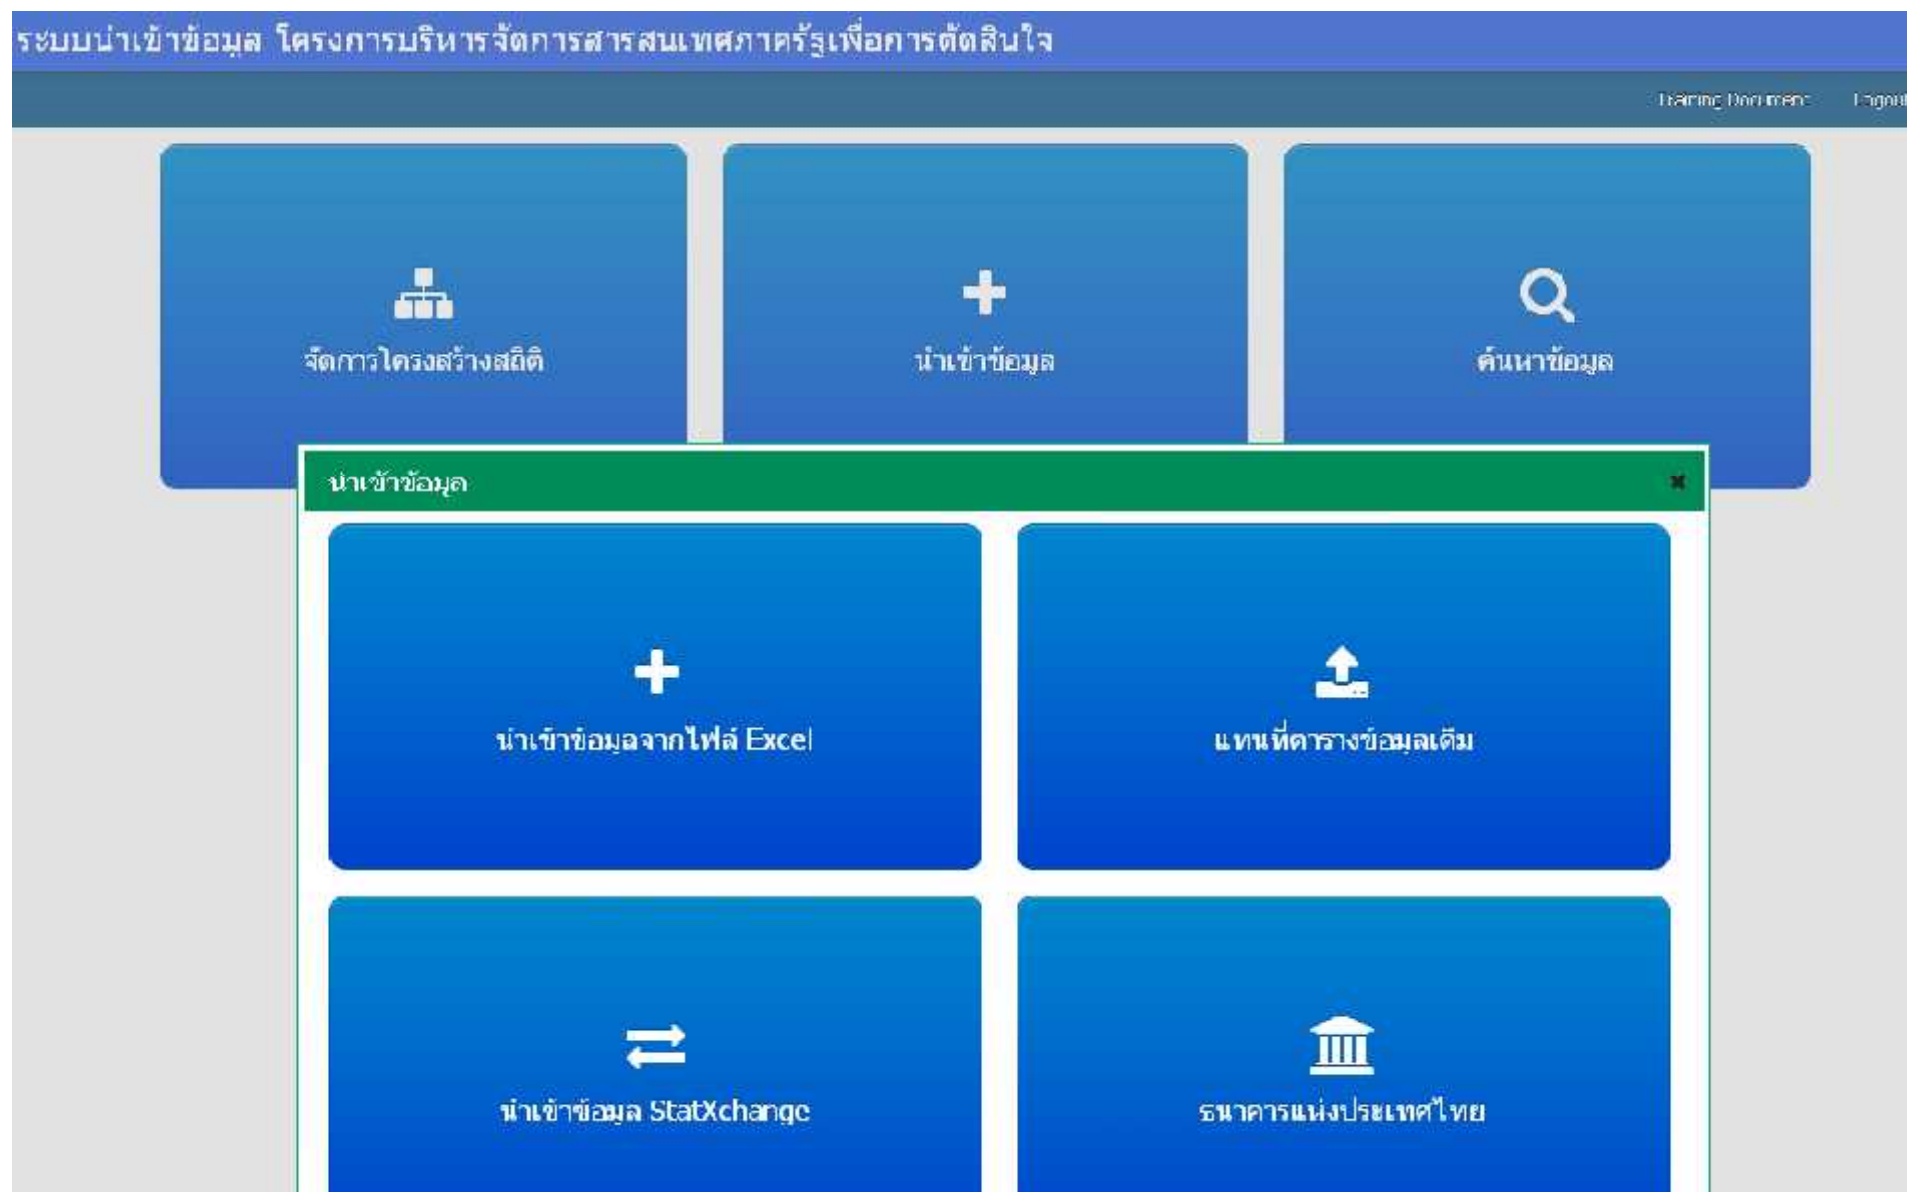 ระบบนำเข้าข้อมูล โครงการบริหารจัดการสารสนเทศภาครัฐเพื่อการตัดสินใจ
Training Document Logout
จัดการโครงสร้างสถิติ
นำเข้าข้อมูล
ค้นหาข้อมูล
นำเข้าข้อมูล
นำเข้าข้อมูลจากไฟล์ Excel
แทนที่ตารางข้อมูลเดิม
นำเข้าข้อมูล StatXchange
ธนาคารแห่งประเทศไทย